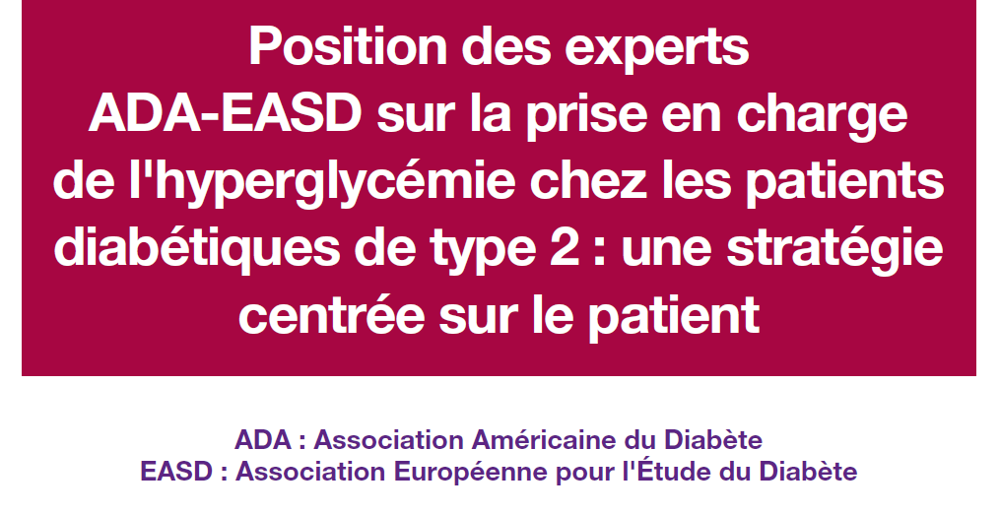 Position des experts
ADA-EASD sur la prise en charge
de l'hyperglycémie chez les patients
diabétiques de type 2 : une stratégie
centrée sur le patient
ADA : Association Américaine du Diabète
EASD : Association Européenne pour l'Étude du Diabète